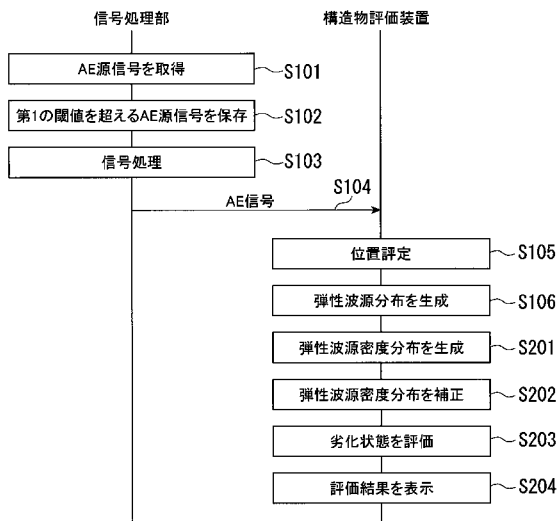 信号処理部
構造物評価装置
AE源信号を取得
S101
第1の閾値を超えるAE源信号を保存
S102
信号処理
S103
AE信号
S104
位置評定
S105
弾性波源分布を生成
S106
弾性波源密度分布を生成
S201
弾性波源密度分布を補正
S202
劣化状態を評価
S203
評価結果を表示
S204